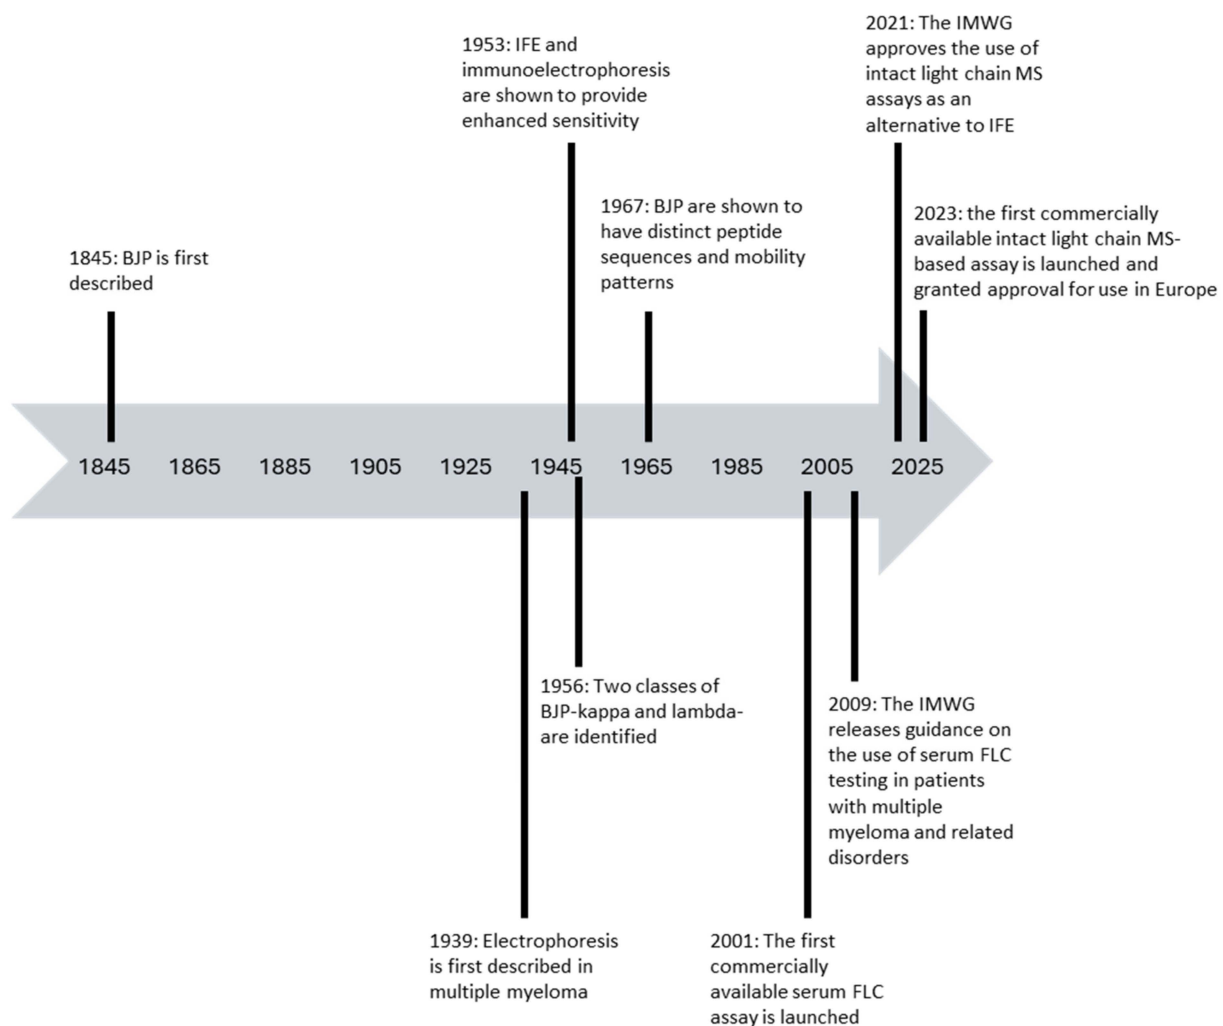 2021: The IMWG
approves the use of
intact light chain MS
assays as an
alternative to IFE
1953: IFE and
immunoelectrophoresis
are shown to provide
enhanced sensitivity
1967: BJP are shown to
have distinct peptide
sequences and mobility
patterns
2023: the first commercially
available intact light chain MS-
based assay is launched and
granted approval for use in Europe
1845: BJP is first
described
1845 1865 1885 1905 1925 1945 1965 1985 2005 2025
1956: Two classes of
BJP-kappa and lambda-
are identified
2009: The IMWG
releases guidance on
the use of serum FLC
testing in patients
with multiple
myeloma and related
disorders
1939: Electrophoresis
is first described in
multiple myeloma
2001: The first
commercially
available serum FLC
assay is launched